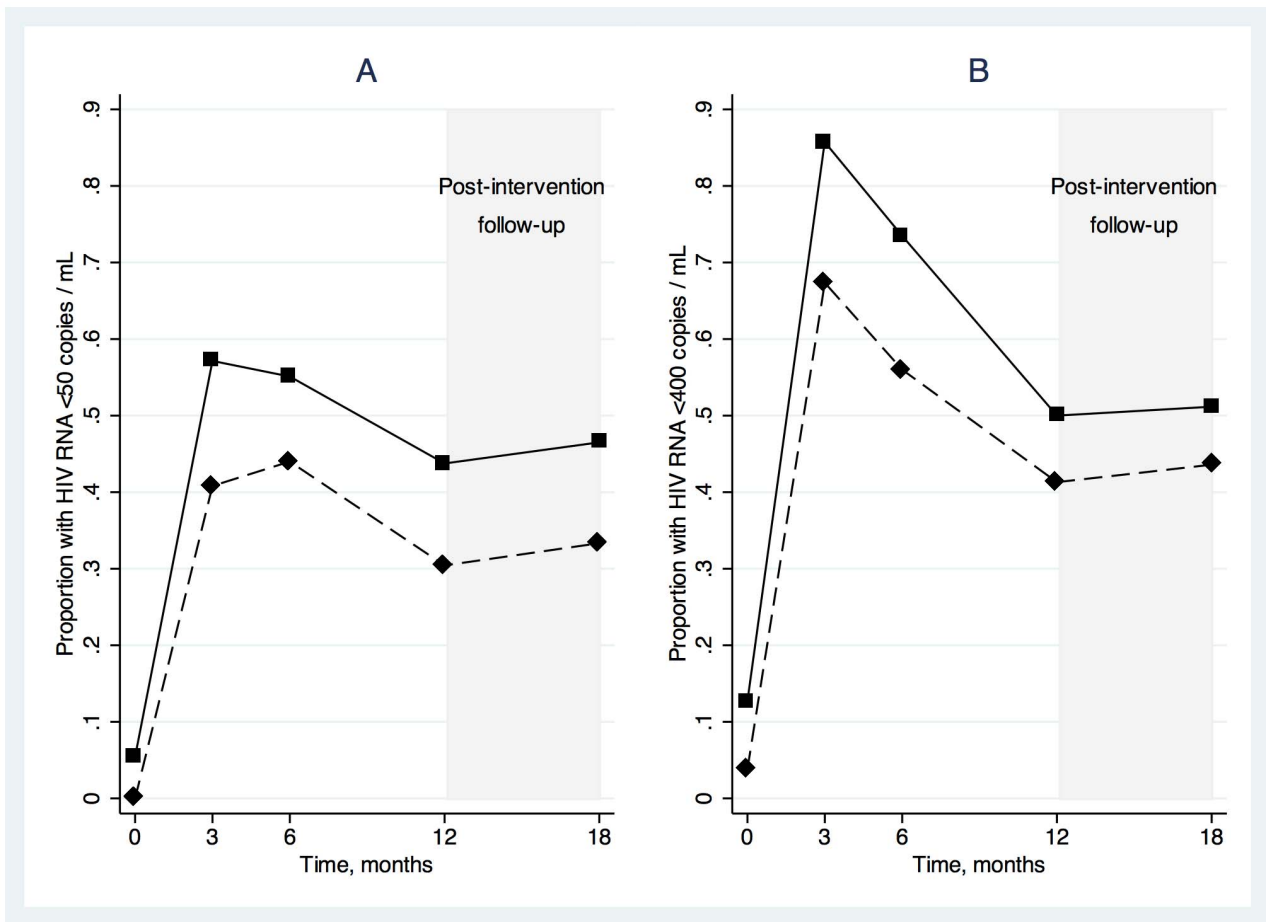 A
Proportion with HIV RNA <50 copies / mL
.9
.8
.7
.6
.5
.4
.3
.2
.1
0
Post-intervention
follow-up
0 3 6 12 18
Time, months
B
Proportion with HIV RNA <400 copies / mL
.9
.8
.7
.6
.5
.4
.3
.2
.1
0
Post-intervention
follow-up
0 3 6 12 18
Time, months